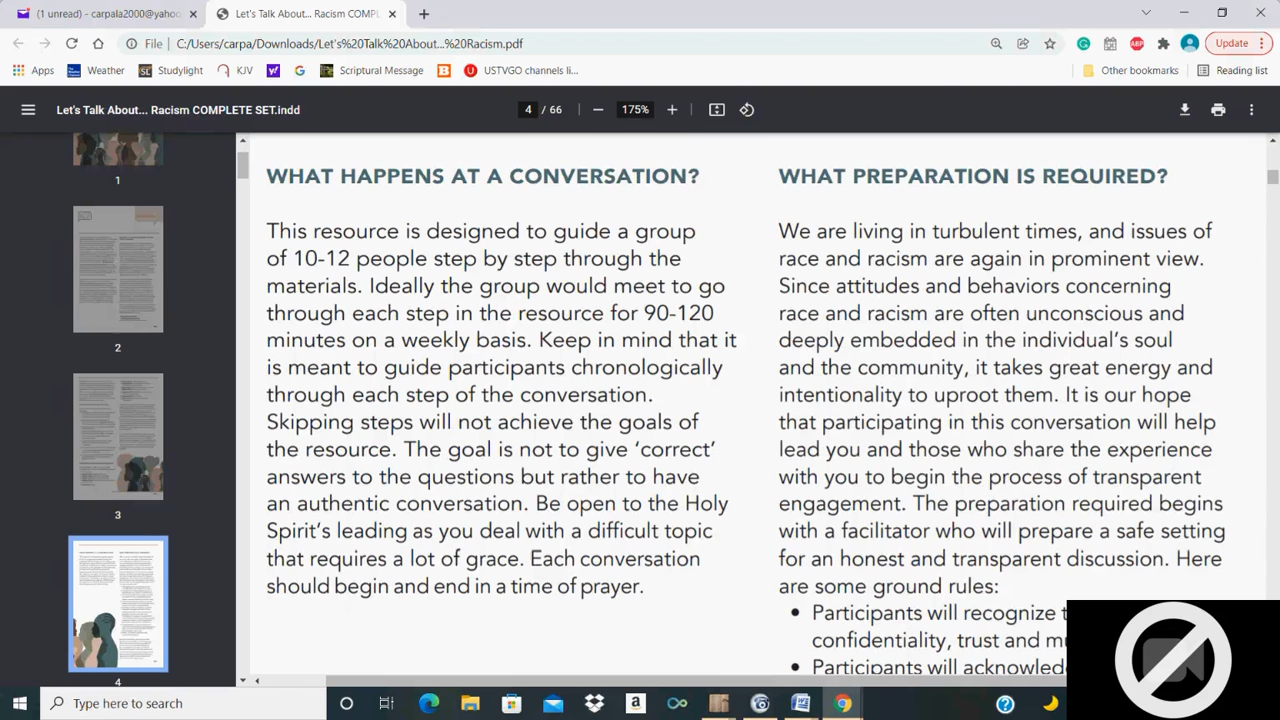 (1 unread) - carpala2000@yahoo
Let's Talk About... Racism COMPL
File
C:/Users/carpa/Downloads/Let's%20Talk%20About...%20Racism.pdf
ABP
Update
Apps
Weather
SL Studylight
KJV
Scriptural Message
USTVGO channels li...
Other bookmarks
Reading list
Let's Talk About... Racism COMPLETE SET.indd
4 / 66
175%
1
2
3
4
WHAT HAPPENS AT A CONVERSATION?
This resource is designed to guide a group
of 10-12 people step by step through the
materials. Ideally the group would meet to go
through each step in the resource for 90-120
minutes on a weekly basis. Keep in mind that it
is meant to guide participants chronologically
through each step of the conversation.
Skipping steps will not achieve the goals of
the resource. The goal is not to give ‘correct’
answers to the questions but rather to have
an authentic conversation. Be open to the Holy
Spirit’s leading as you deal with a difficult topic
that requires a lot of grace. Each conversation
should begin and end in a time of prayer.
WHAT PREPARATION IS REQUIRED?
We are living in turbulent times, and issues of
race and racism are again in prominent view.
Since attitudes and behaviors concerning
race and racism are often unconscious and
deeply embedded in the individual’s soul
and the community, it takes great energy and
intentionality to uproot them. It is our hope
that participating in this conversation will help
lead you and those who share the experience
with you to begin the process of transparent
engagement. The preparation required begins
with a facilitator who will prepare a safe setting
for an honest and transparent discussion. Here
are some ground rules:
• Participants will recognize
confidentiality, trust and
• Participants will
Type here to search